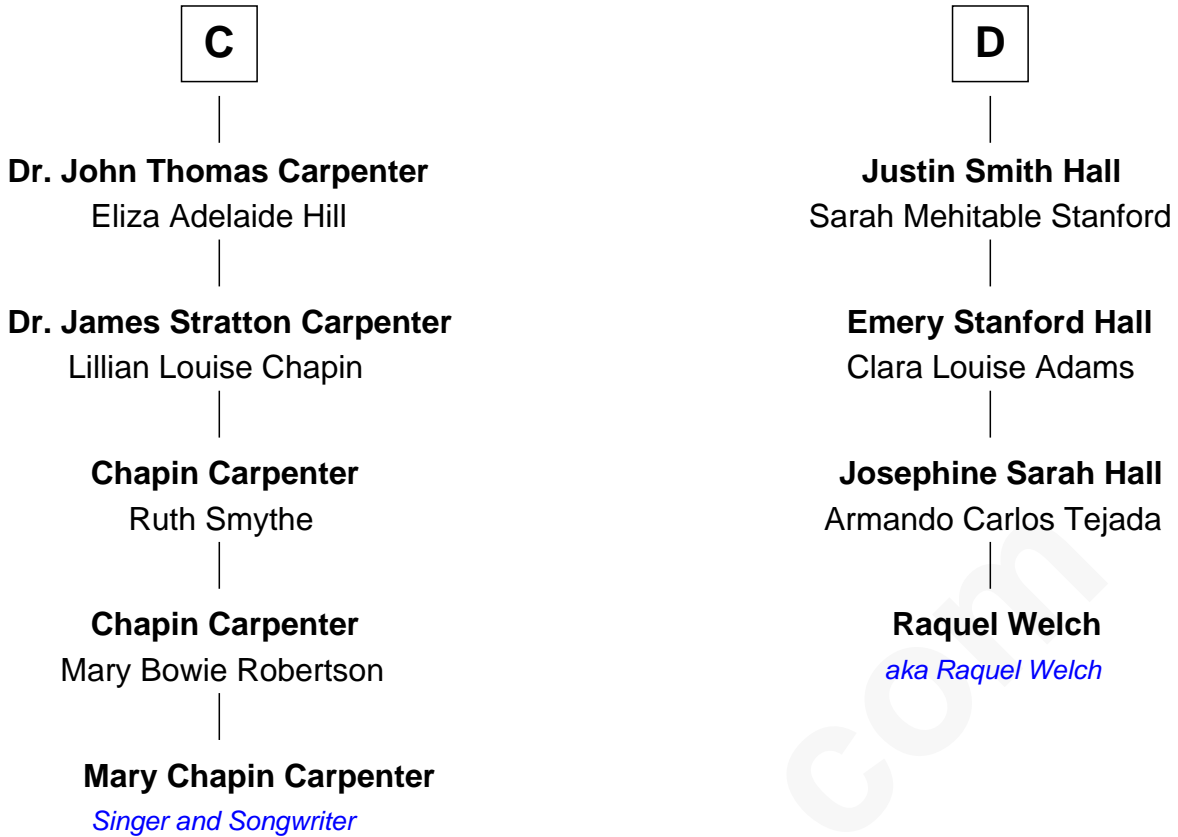 C
Dr. John Thomas Carpenter
Eliza Adelaide Hill
Dr. James Stratton Carpenter
Lillian Louise Chapin
Chapin Carpenter
Ruth Smythe
Chapin Carpenter
Mary Bowie Robertson
Mary Chapin Carpenter
Singer and Songwriter
D
Justin Smith Hall
Sarah Mehitable Stanford
Emery Stanford Hall
Clara Louise Adams
Josephine Sarah Hall
Armando Carlos Tejada
Raquel Welch
aka Raquel Welch
com